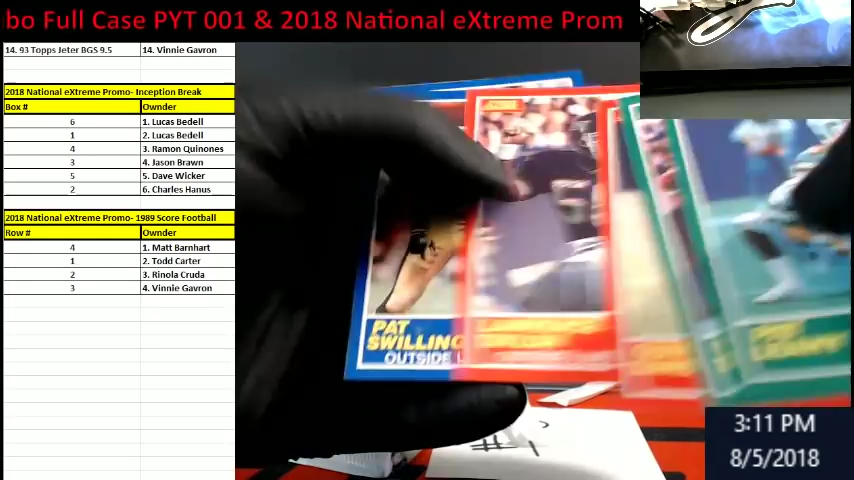 bo Full Case PYT 001 & 2018 National eXtreme Prom
14. 93 Topps Jeter BGS 9.5 14. Vinnie Gavron
2018 National eXtreme Promo- Inception Break
Box # Ownder
6 1. Lucas Bedell
1 2. Lucas Bedell
4 3. Ramon Quinones
3 4. Jason Brawn
5 5. Dave Wicker
2 6. Charles Hanus
2018 National eXtreme Promo- 1989 Score Football
Row # Ownder
4 1. Matt Barnhart
1 2. Todd Carter
2 3. Rinola Cruda
3 4. Vinnie Gavron
SCORE
PAT
SWILLING
OUTSIDE L
3:11 PM
8/5/2018